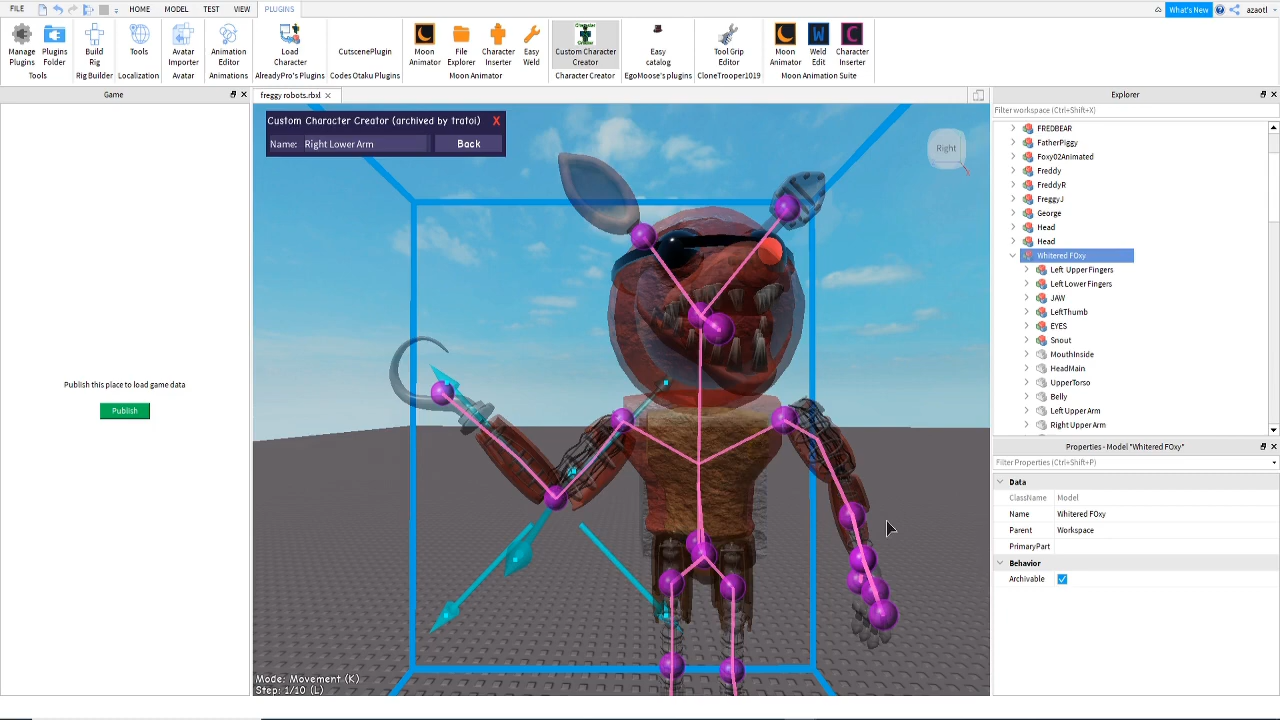 FILE HOME MODEL TEST VIEW PLUGINS What's New azaotl
Manage Plugins
Plugins Folder
Tools
Build Rig
Rig Builder
Tools
Localization
Avatar Importer
Avatar
Animation Editor
Animations
Load Character
AlreadyPro's Plugins
CutscenePlugin
Codes Otaku Plugins
Moon Animator
File Explorer
Character Inserter
Easy Weld
Moon Animator
Custom Character Creator
Character Creator
Easy catalog
EgoMoose's plugins
Tool Grip Editor
CloneTrooper1019
Moon Animator
Weld Edit
Character Inserter
Moon Animation Suite
Game
Publish this place to load game data
Publish
freggy robots.rbxl
Custom Character Creator (archived by tratoi) X
Name: Right Lower Arm Back
Right
Mode: Movement (K)
Step: 1/10 (L)
Explorer
Filter workspace (Ctrl+Shift+X)
FREDBEAR
FatherPiggy
Foxy02Animated
Freddy
FreddyR
FreggyJ
George
Head
Head
Whitered FOxy
Left Upper Fingers
Left Lower Fingers
JAW
LeftThumb
EYES
Snout
MouthInside
HeadMain
UpperTorso
Belly
Left Upper Arm
Right Upper Arm
Properties - Model "Whitered FOxy"
Filter Properties (Ctrl+Shift+P)
Data
ClassName Model
Name Whitered FOxy
Parent Workspace
PrimaryPart
Behavior
Archivable